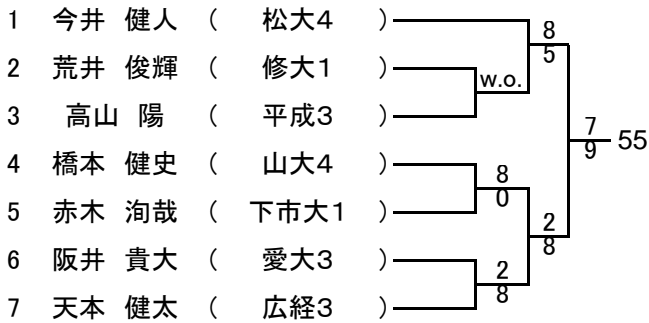 1 今井 健人 ( 松大4 )
8
5
2 荒井 俊輝 ( 修大1 )
w.o.
3 高山 陽 ( 平成3 )
7
9 55
4 橋本 健史 ( 山大4 )
8
0
5 赤木 洵哉 ( 下市大1 )
2
8
6 阪井 貴大 ( 愛大3 )
2
8
7 天本 健太 ( 広経3 )